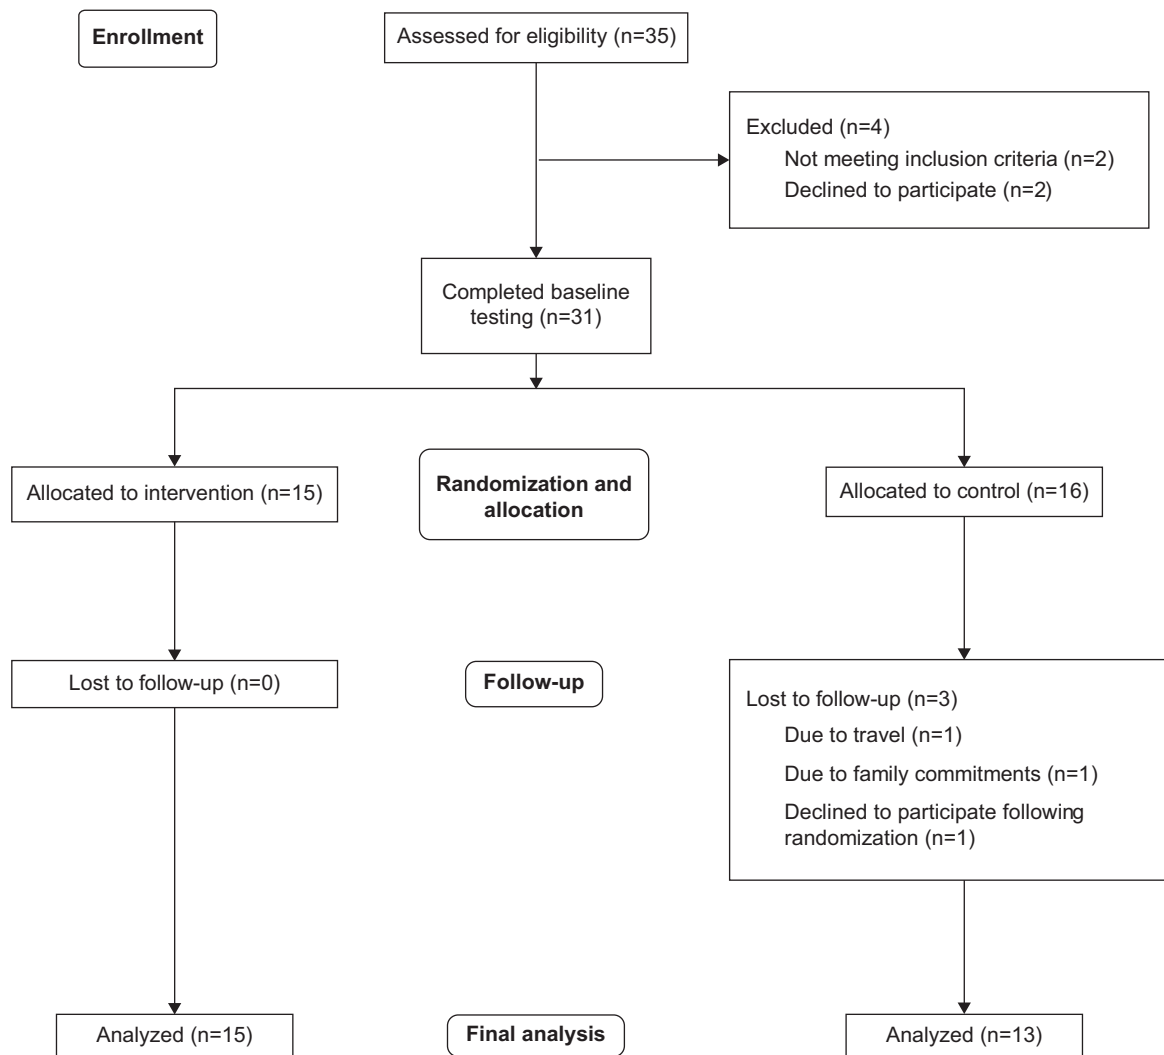 Enrollment
Assessed for eligibility (n=35)
Excluded (n=4)
Not meeting inclusion criteria (n=2)
Declined to participate (n=2)
Completed baseline
testing (n=31)
Allocated to intervention (n=15)
Randomization and
allocation
Allocated to control (n=16)
Lost to follow-up (n=0)
Follow-up
Lost to follow-up (n=3)
Due to travel (n=1)
Due to family commitments (n=1)
Declined to participate following
randomization (n=1)
Analyzed (n=15)
Final analysis
Analyzed (n=13)